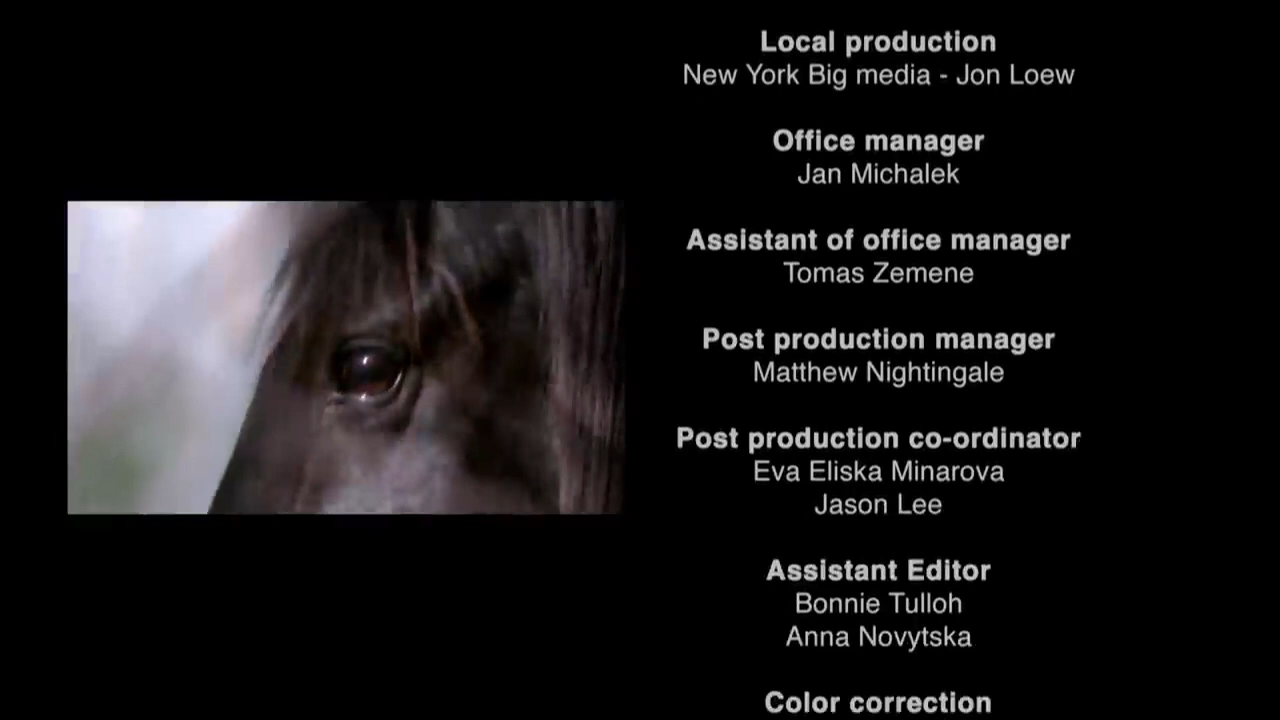 Local production
New York Big media - Jon Loew
Office manager
Jan Michalek
Assistant of office manager
Tomas Zemene
Post production manager
Matthew Nightingale
Post production co-ordinator
Eva Eliska Minarova
Jason Lee
Assistant Editor
Bonnie Tulloh
Anna Novytska
Color correction